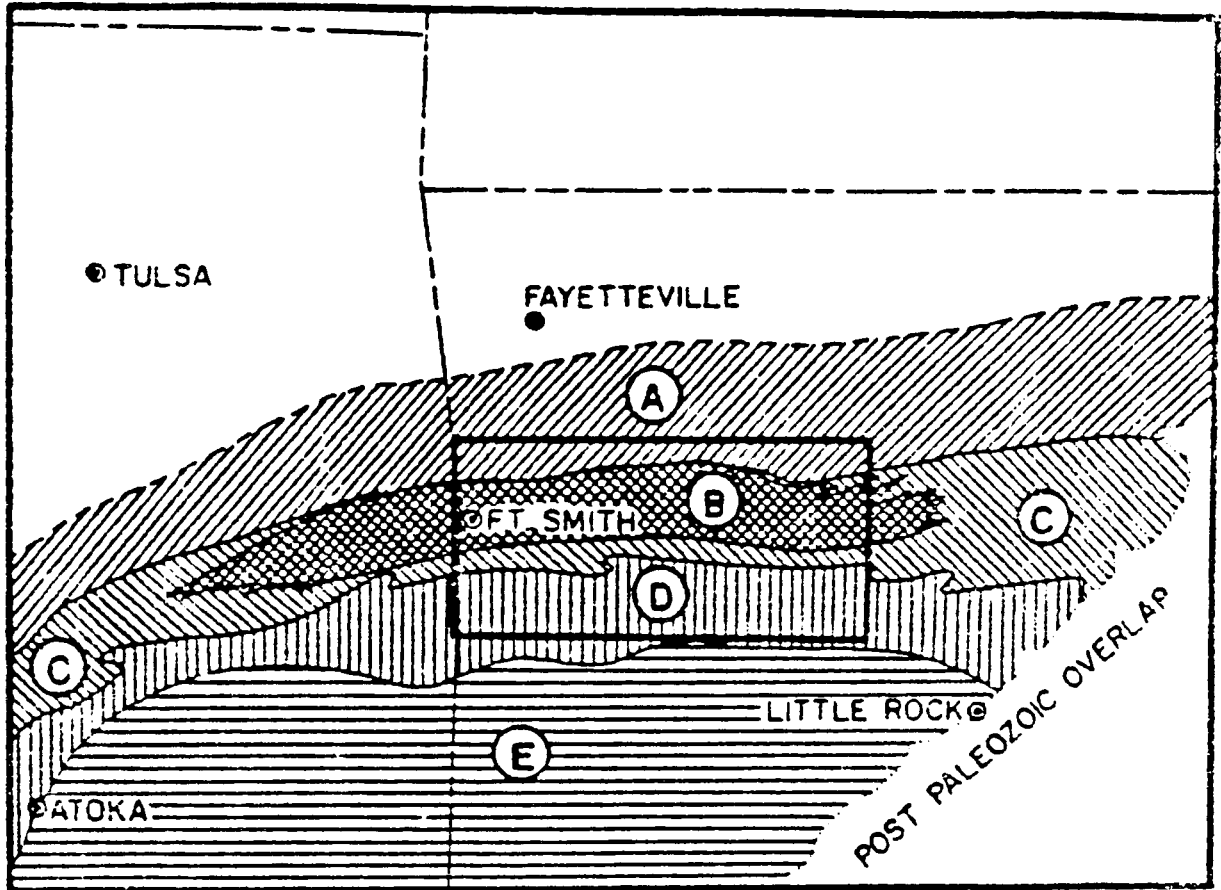 TULSA
FAYETTEVILLE
A
FT. SMITH
B
C
D
C
LITTLE ROCK
E
ATOKA
POST PALEOZOIC OVERLAP